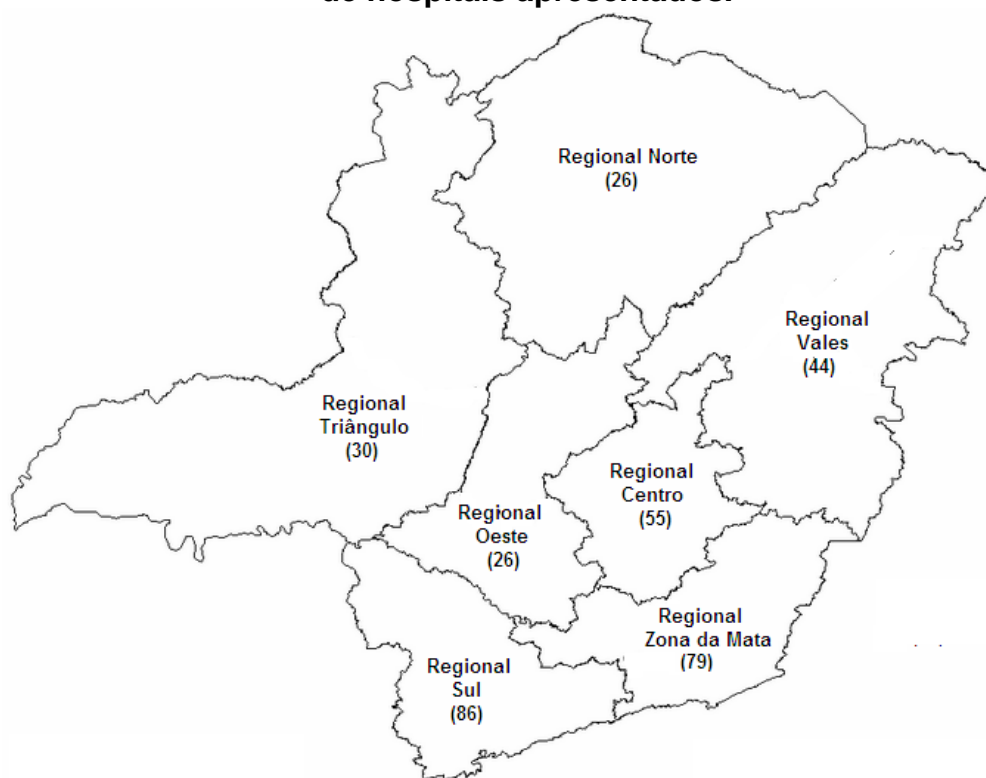 de hospitais apresentados.
Regional Norte
(26)
Regional
Vales
(44)
Regional
Triângulo
(30)
Regional
Centro
(55)
Regional
Oeste
(26)
Regional
Zona da Mata
(79)
Regional
Sul
(86)